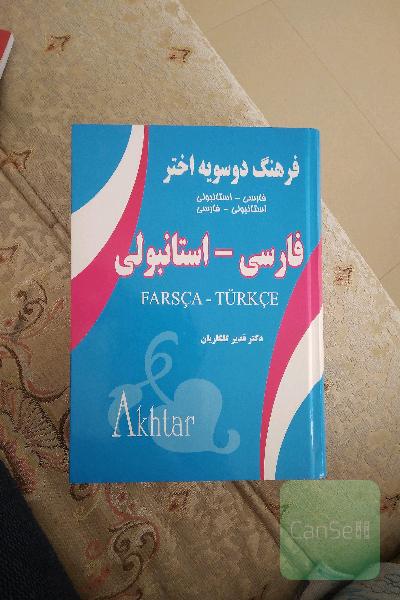 فرهنگ دوسویه اختر
فارسی - استانبولی
استانبولی - فارسی
فارسی - استانبولی
FARSÇA - TÜRKÇE
دکتر قدیر گلکاریان
Akhtar
CanSell